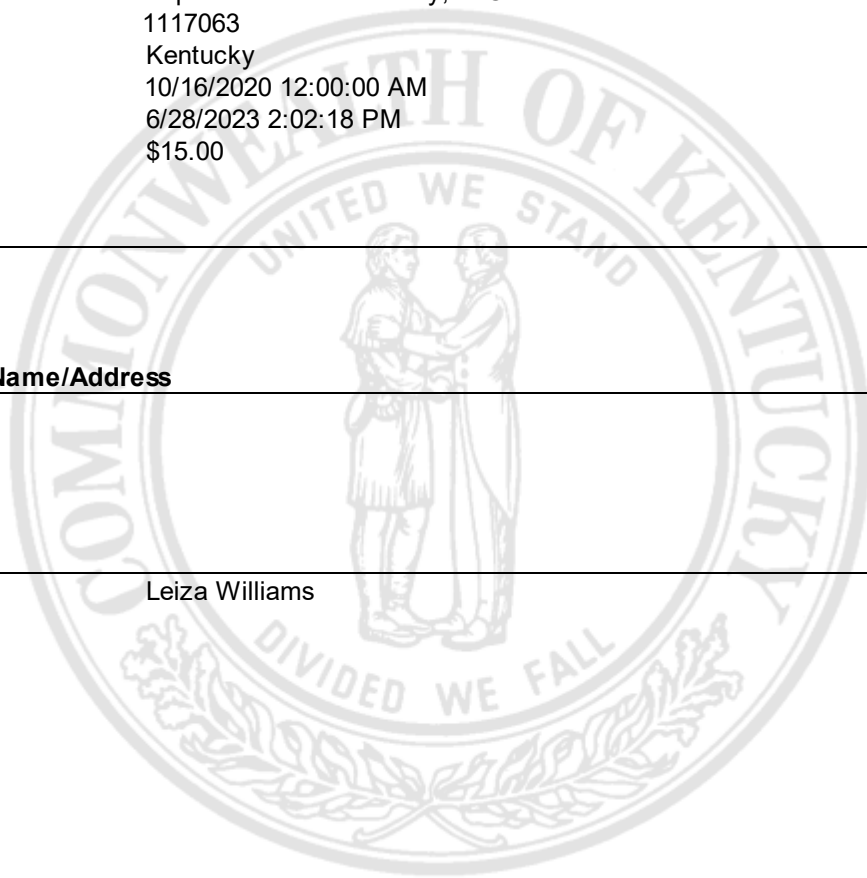 1117063
Kentucky
10/16/2020 12:00:00 AM
6/28/2023 2:02:18 PM
$15.00
COMMONWEALTH OF KENTUCKY
UNITED WE STAND
Name/Address
Leiza Williams
DIVIDED WE FALL